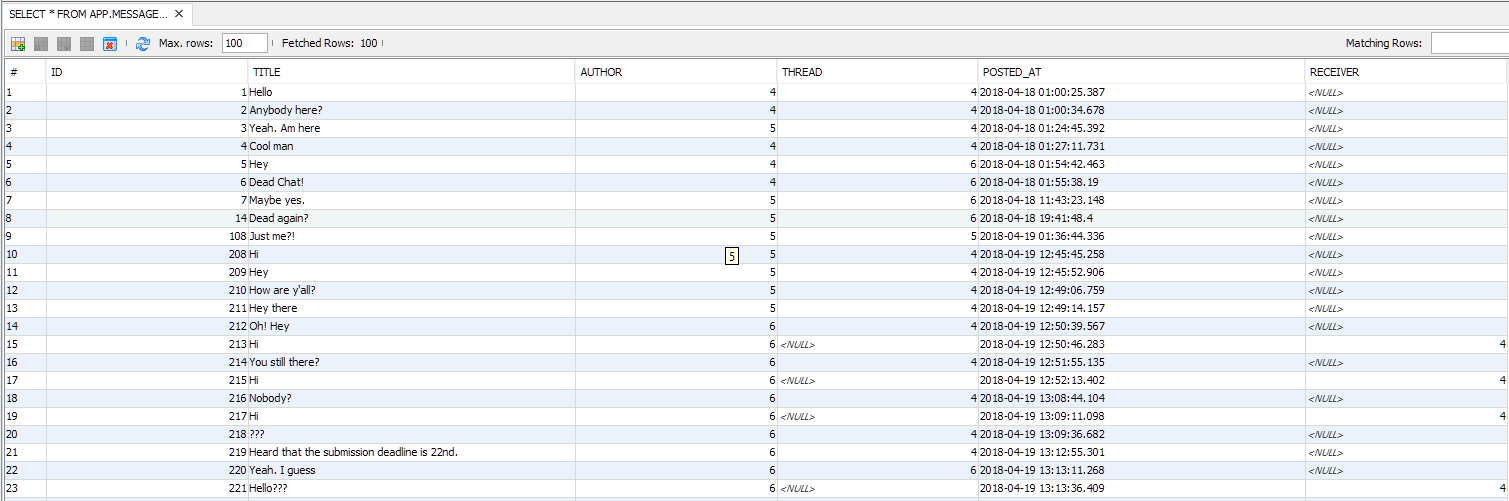 SELECT * FROM APP.MESSAGE...
Max. rows: 100 Fetched Rows: 100 Matching Rows:
# ID TITLE AUTHOR THREAD POSTED_AT RECEIVER
1 1 Hello 4 4 2018-04-18 01:00:25.387 <NULL>
2 2 Anybody here? 4 4 2018-04-18 01:00:34.678 <NULL>
3 3 Yeah. Am here 5 4 2018-04-18 01:24:45.392 <NULL>
4 4 Cool man 4 4 2018-04-18 01:27:11.731 <NULL>
5 5 Hey 4 6 2018-04-18 01:54:42.463 <NULL>
6 6 Dead Chat! 4 6 2018-04-18 01:55:38.19 <NULL>
7 7 Maybe yes. 5 6 2018-04-18 11:43:23.148 <NULL>
8 14 Dead again? 5 6 2018-04-18 19:41:48.4 <NULL>
9 108 Just me?! 5 5 2018-04-19 01:36:44.336 <NULL>
10 208 Hi 5 5 4 2018-04-19 12:45:45.258 <NULL>
11 209 Hey 5 4 2018-04-19 12:45:52.906 <NULL>
12 210 How are y'all? 5 4 2018-04-19 12:49:06.759 <NULL>
13 211 Hey there 5 4 2018-04-19 12:49:14.157 <NULL>
14 212 Oh! Hey 6 4 2018-04-19 12:50:39.567 <NULL>
15 213 Hi 6 <NULL> 2018-04-19 12:50:46.283 4
16 214 You still there? 6 4 2018-04-19 12:51:55.135 <NULL>
17 215 Hi 6 <NULL> 2018-04-19 12:52:13.402 4
18 216 Nobody? 6 4 2018-04-19 13:08:44.104 <NULL>
19 217 Hi 6 <NULL> 2018-04-19 13:09:11.098 4
20 218 ??? 6 4 2018-04-19 13:09:36.682 <NULL>
21 219 Heard that the submission deadline is 22nd. 6 4 2018-04-19 13:12:55.301 <NULL>
22 220 Yeah. I guess 6 6 2018-04-19 13:13:11.268 <NULL>
23 221 Hello??? 6 <NULL> 2018-04-19 13:13:36.409 4